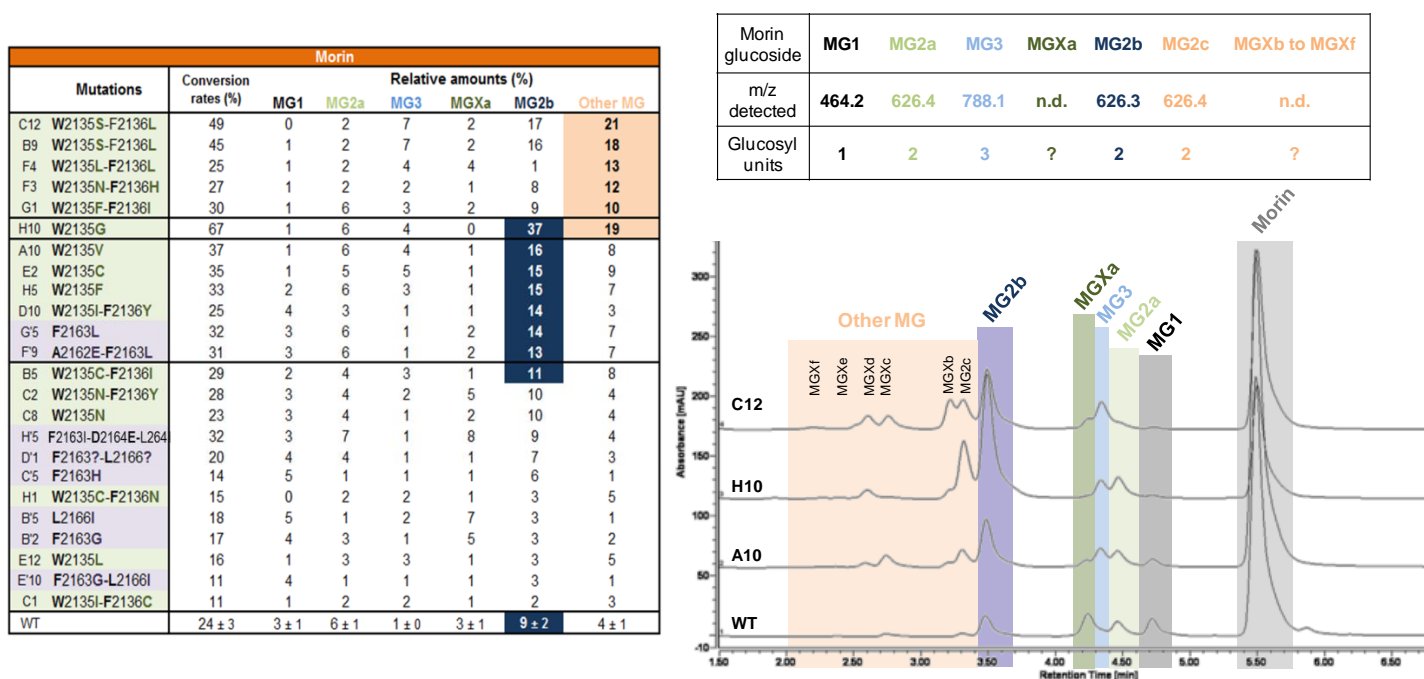 Morin
Mutations Conversion rates (%) Relative amounts (%)
MG1 MG2a MG3 MGXa MG2b Other MG
C12 W2135S-F2136L 49 0 2 7 2 17 21
B9 W2135S-F2136L 45 1 2 7 2 16 18
F4 W2135L-F2136L 25 1 2 4 4 1 13
F3 W2135N-F2136H 27 1 2 2 1 8 12
G1 W2135F-F2136I 30 1 6 3 2 9 10
H10 W2135G 67 1 6 4 0 37 19
A10 W2135V 37 1 6 4 1 16 8
E2 W2135C 35 1 5 5 1 15 9
H5 W2135F 33 2 6 3 1 15 7
D10 W2135I-F2136Y 25 4 3 1 1 14 3
G'5 F2163L 32 3 6 1 2 14 7
F'9 A2162E-F2163L 31 3 6 1 2 13 7
B5 W2135C-F2136I 29 2 4 3 1 11 8
C2 W2135N-F2136Y 28 3 4 2 5 10 4
C8 W2135N 23 3 4 1 2 10 4
H'5 F2163I-D2164E-L264 32 3 7 1 8 9 4
D'1 F2163?-L2166? 20 4 4 1 1 7 3
C'5 F2163H 14 5 1 1 1 6 1
H1 W2135C-F2136N 15 0 2 2 1 3 5
B'5 L2166I 18 5 1 2 7 3 1
B'2 F2163G 17 4 3 1 5 3 2
E12 W2135L 16 1 3 3 1 3 5
E'10 F2163G-L2166I 11 4 1 1 1 3 1
C1 W2135I-F2136C 11 1 2 2 1 2 3
WT 24 ± 3 3 ± 1 6 ± 1 1 ± 0 3 ± 1 9 ± 2 4 ± 1
Morin glucoside MG1 MG2a MG3 MGXa MG2b MG2c MGXb to MGXf
m/z detected 464.2 626.4 788.1 n.d. 626.3 626.4 n.d.
Glucosyl units 1 2 3 ? 2 2 ?
Other MG
MG2b
MGXa
MG3
MG2a
MG1
Morin
MGXf
MGXe
MGXd
MGXc
MGXb
MG2c
C12
H10
A10
WT
4
3
2
1
Absorbance [mAU]
300
250
200
150
100
50
-10
1.50 2.00 2.50 3.00 3.50 4.00 4.50 5.00 5.50 6.00 6.50
Retention Time [min]